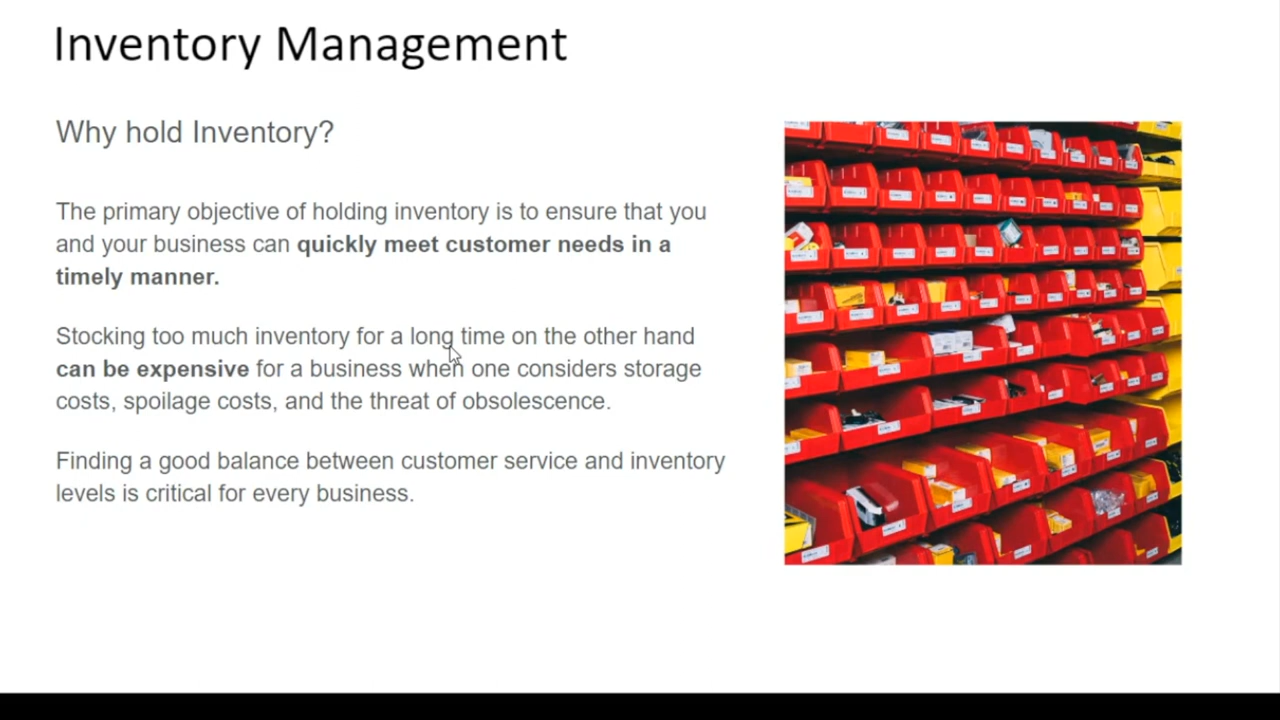 Inventory Management
Why hold Inventory?
The primary objective of holding inventory is to ensure that you
and your business can quickly meet customer needs in a
timely manner.
Stocking too much inventory for a long time on the other hand
can be expensive for a business when one considers storage
costs, spoilage costs, and the threat of obsolescence.
Finding a good balance between customer service and inventory
levels is critical for every business.